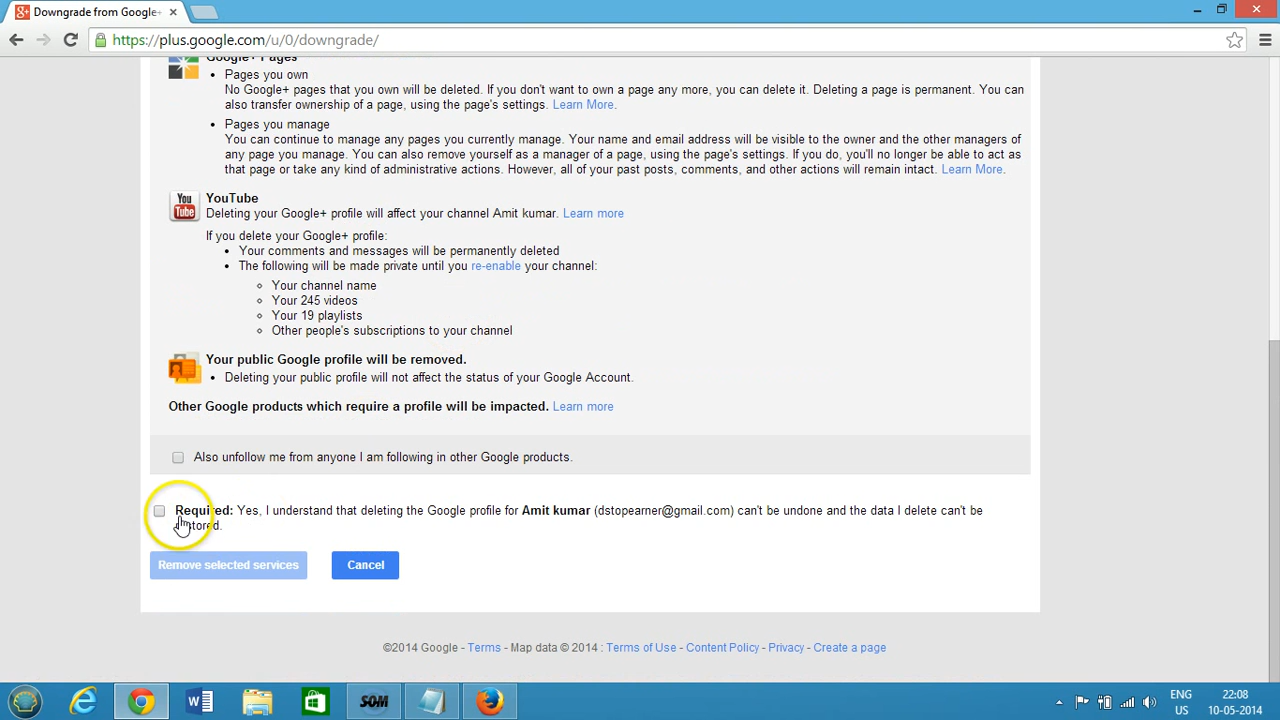 Downgrade from Google+
https://plus.google.com/u/0/downgrade/
Google+ Pages
• Pages you own
No Google+ pages that you own will be deleted. If you don't want to own a page any more, you can delete it. Deleting a page is permanent. You can
also transfer ownership of a page, using the page's settings. Learn More.
• Pages you manage
You can continue to manage any pages you currently manage. Your name and email address will be visible to the owner and the other managers of
any page you manage. You can also remove yourself as a manager of a page, using the page's settings. If you do, you'll no longer be able to act as
that page or take any kind of administrative actions. However, all of your past posts, comments, and other actions will remain intact. Learn More.
You
Tube
YouTube
Deleting your Google+ profile will affect your channel Amit kumar. Learn more
If you delete your Google+ profile:
• Your comments and messages will be permanently deleted
• The following will be made private until you re-enable your channel:
Your channel name
Your 245 videos
Your 19 playlists
Other people's subscriptions to your channel
Your public Google profile will be removed.
• Deleting your public profile will not affect the status of your Google Account.
Other Google products which require a profile will be impacted. Learn more
Also unfollow me from anyone I am following in other Google products.
Required: Yes, I understand that deleting the Google profile for Amit kumar (dstopearner@gmail.com) can't be undone and the data I delete can't be
Remove selected services Cancel
©2014 Google - Terms - Map data © 2014 : Terms of Use - Content Policy - Privacy - Create a page
SOM
ENG 22:08
US 10-05-2014